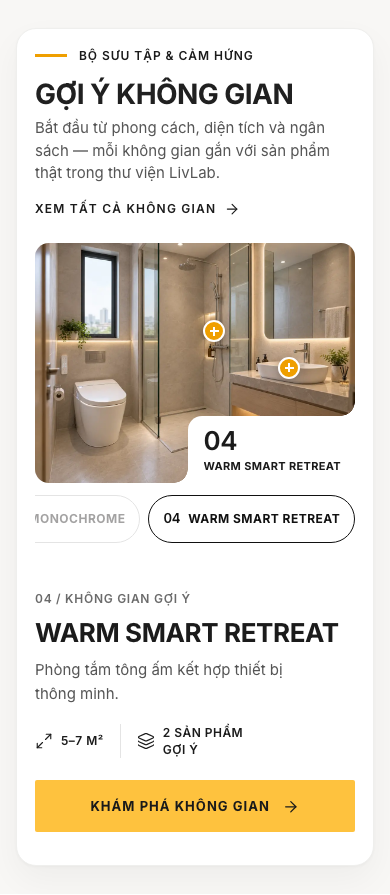 BỘ SƯU TẬP & CẢM HỨNG
GỢI Ý KHÔNG GIAN
Bắt đầu từ phong cách, diện tích và ngân
sách — mỗi không gian gắn với sản phẩm
thật trong thư viện LivLab.
XEM TẤT CẢ KHÔNG GIAN
04
WARM SMART RETREAT
MONOCHROME
04 WARM SMART RETREAT
04 / KHÔNG GIAN GỢI Ý
WARM SMART RETREAT
Phòng tắm tông ấm kết hợp thiết bị
thông minh.
5–7 M²
2 SẢN PHẨM
GỢI Ý
KHÁM PHÁ KHÔNG GIAN